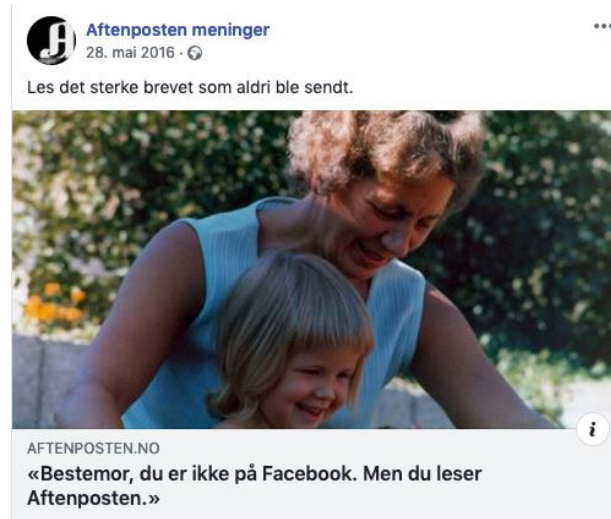 Aftenposten meninger
28. mai 2016 ·
Les det sterke brevet som aldri ble sendt.
AFTENPOSTEN.NO
«Bestemor, du er ikke på Facebook. Men du leser
Aftenposten.»